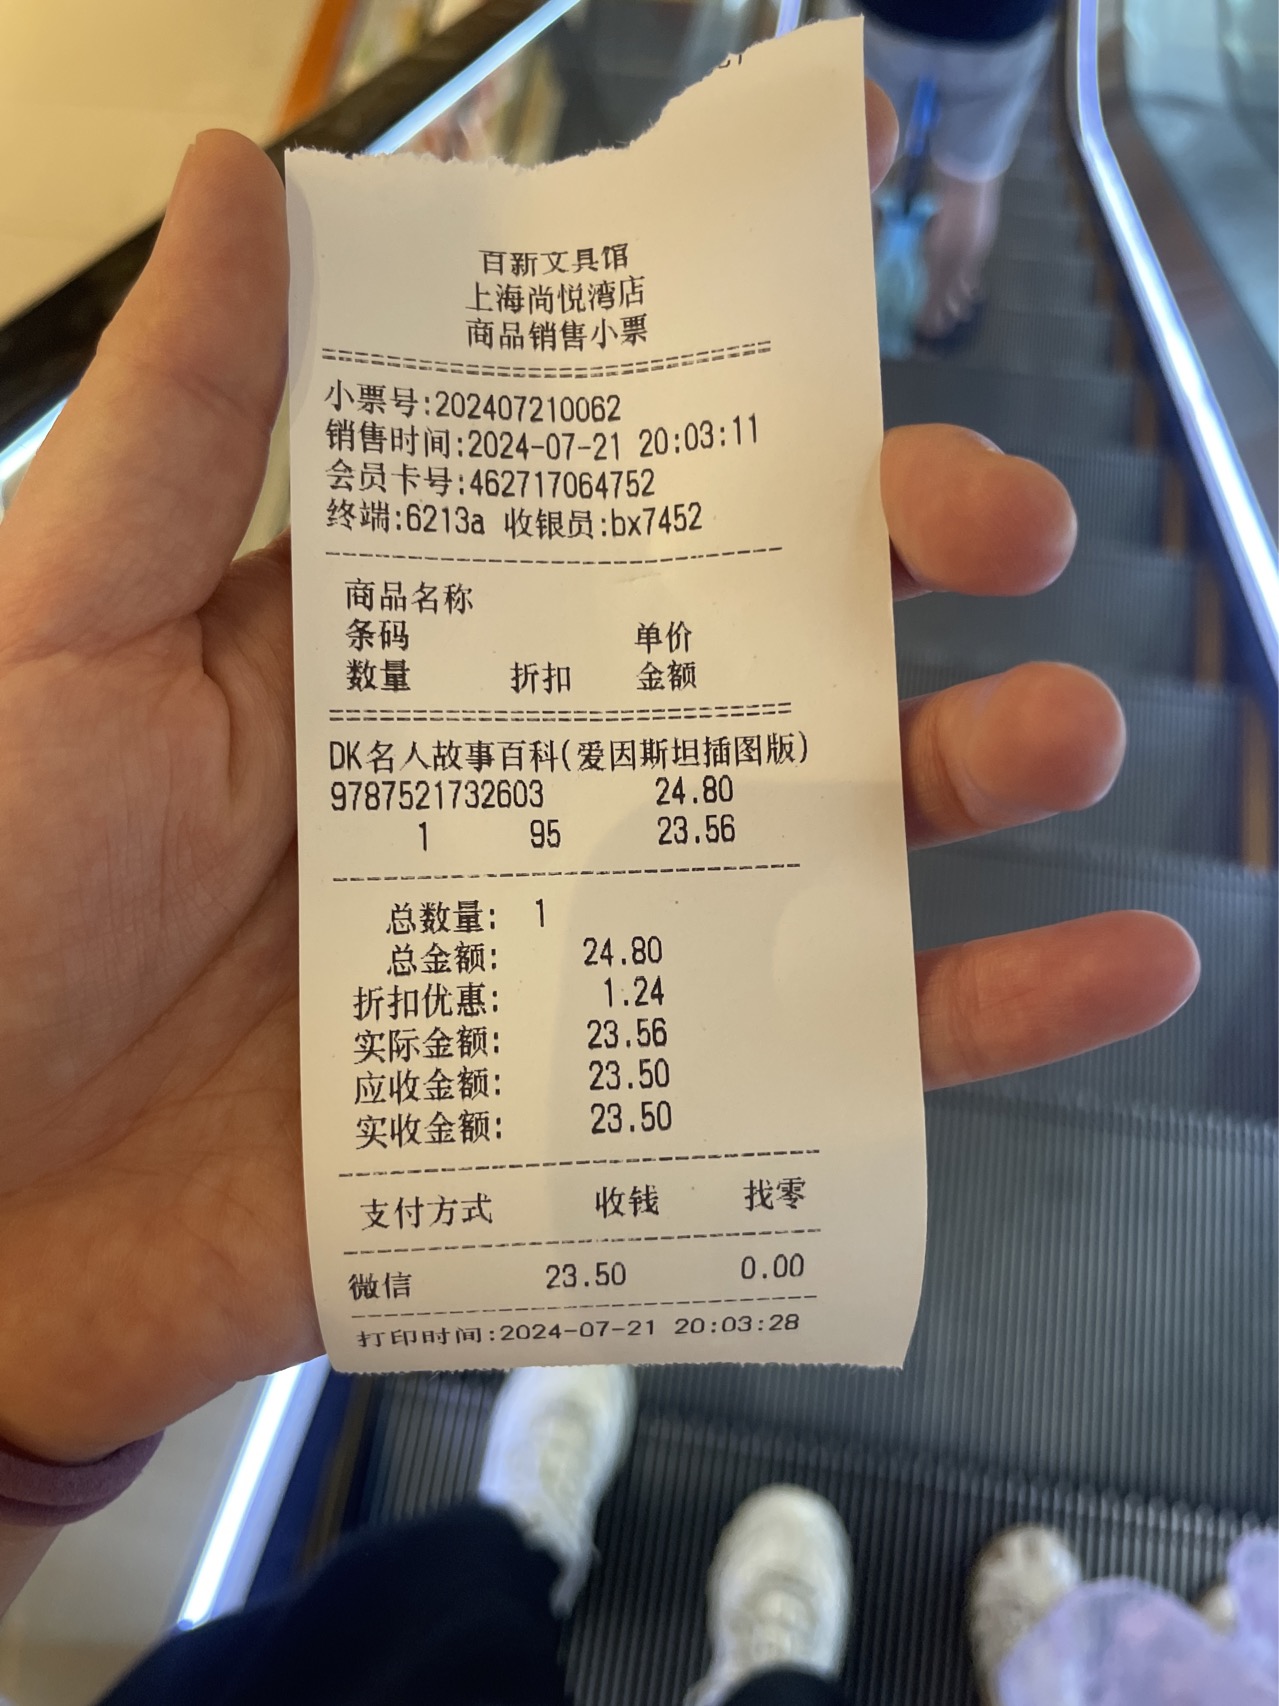 百新文具馆
上海尚悦湾店
商品销售小票
========================
小票号:202407210062
销售时间:2024-07-21 20:03:11
会员卡号:462717064752
终端:6213a 收银员:bx7452
------------------------
商品名称
条码 单价
数量 折扣 金额
========================
DK名人故事百科(爱因斯坦插图版)
9787521732603 24.80
1 95 23.56
------------------------
总数量: 1
总金额: 24.80
折扣优惠: 1.24
实际金额: 23.56
应收金额: 23.50
实收金额: 23.50
------------------------
支付方式 收钱 找零
------------------------
微信 23.50 0.00
------------------------
打印时间:2024-07-21 20:03:28